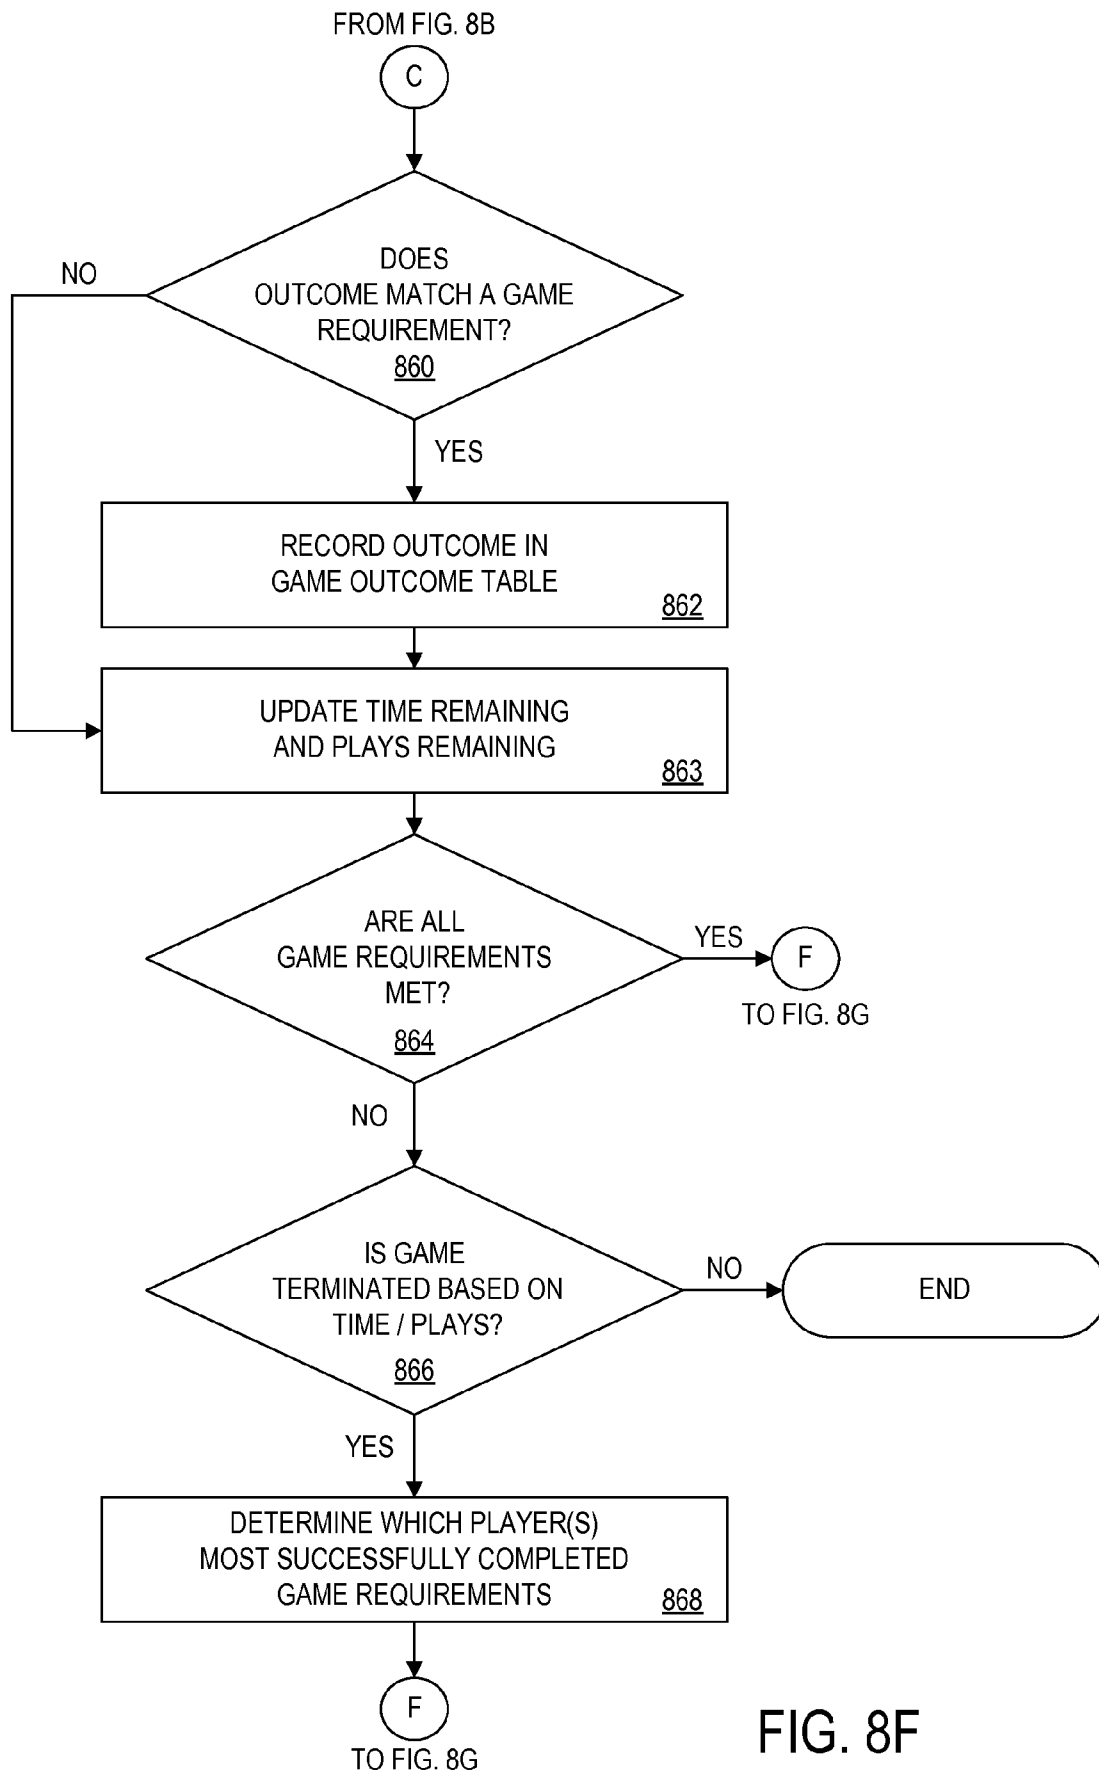 FROM FIG. 8B
C
DOES
OUTCOME MATCH A GAME
REQUIREMENT?
860
NO
YES
RECORD OUTCOME IN
GAME OUTCOME TABLE
862
UPDATE TIME REMAINING
AND PLAYS REMAINING
863
ARE ALL
GAME REQUIREMENTS
MET?
864
YES
F
TO FIG. 8G
NO
IS GAME
TERMINATED BASED ON
TIME / PLAYS?
866
NO
END
YES
DETERMINE WHICH PLAYER(S)
MOST SUCCESSFULLY COMPLETED
GAME REQUIREMENTS
868
F
TO FIG. 8G
FIG. 8F